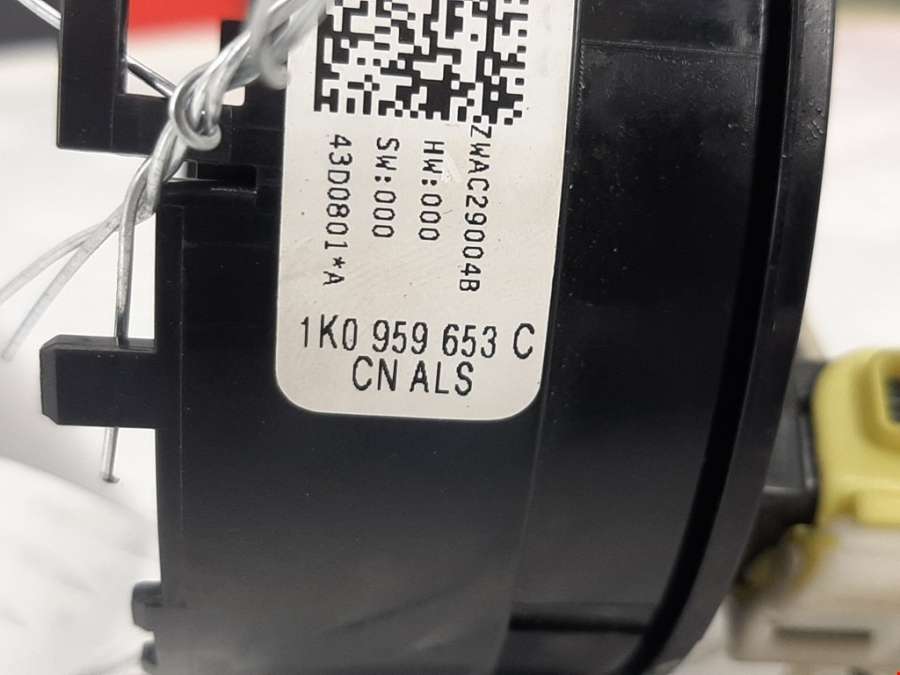 ZWAC29004B
HW:000
SW:000
43D0801*A
1K0 959 653 C
CN ALS